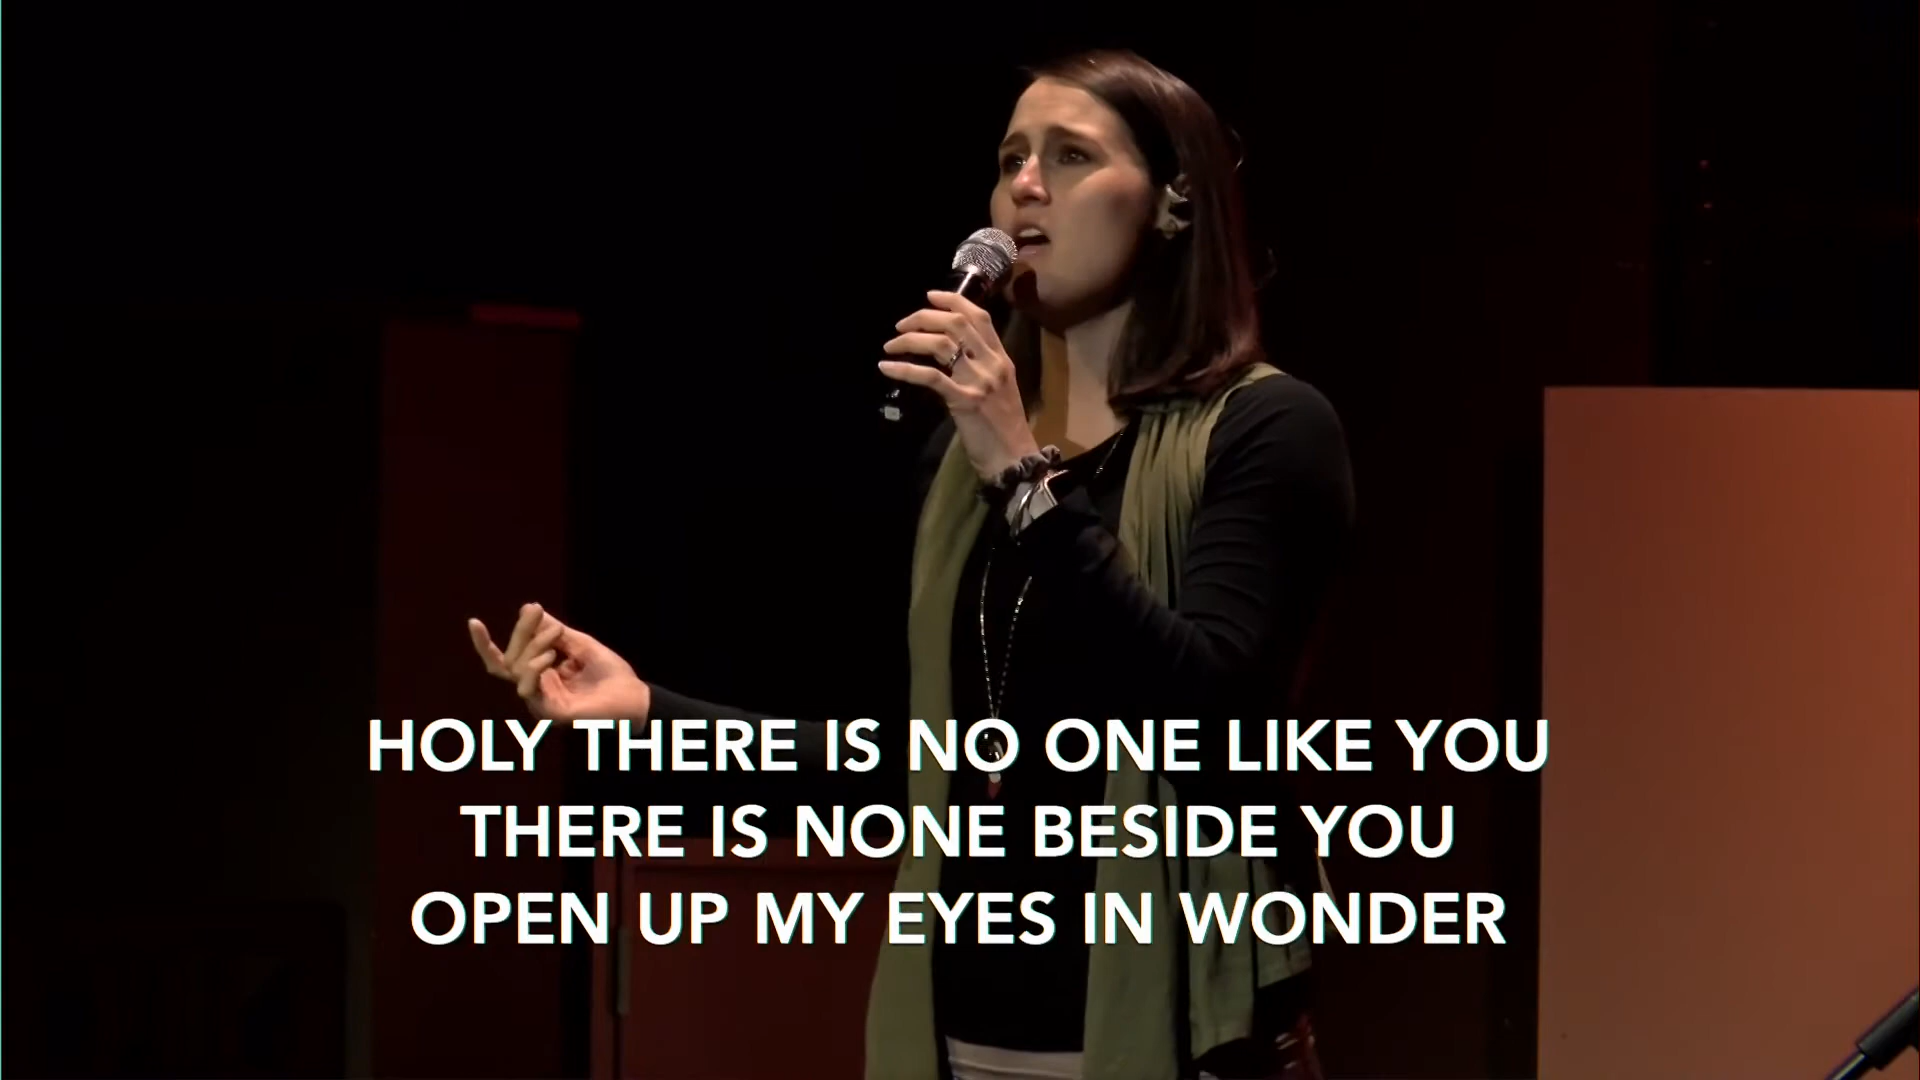 HOLY THERE IS NO ONE LIKE YOU
THERE IS NONE BESIDE YOU
OPEN UP MY EYES IN WONDER